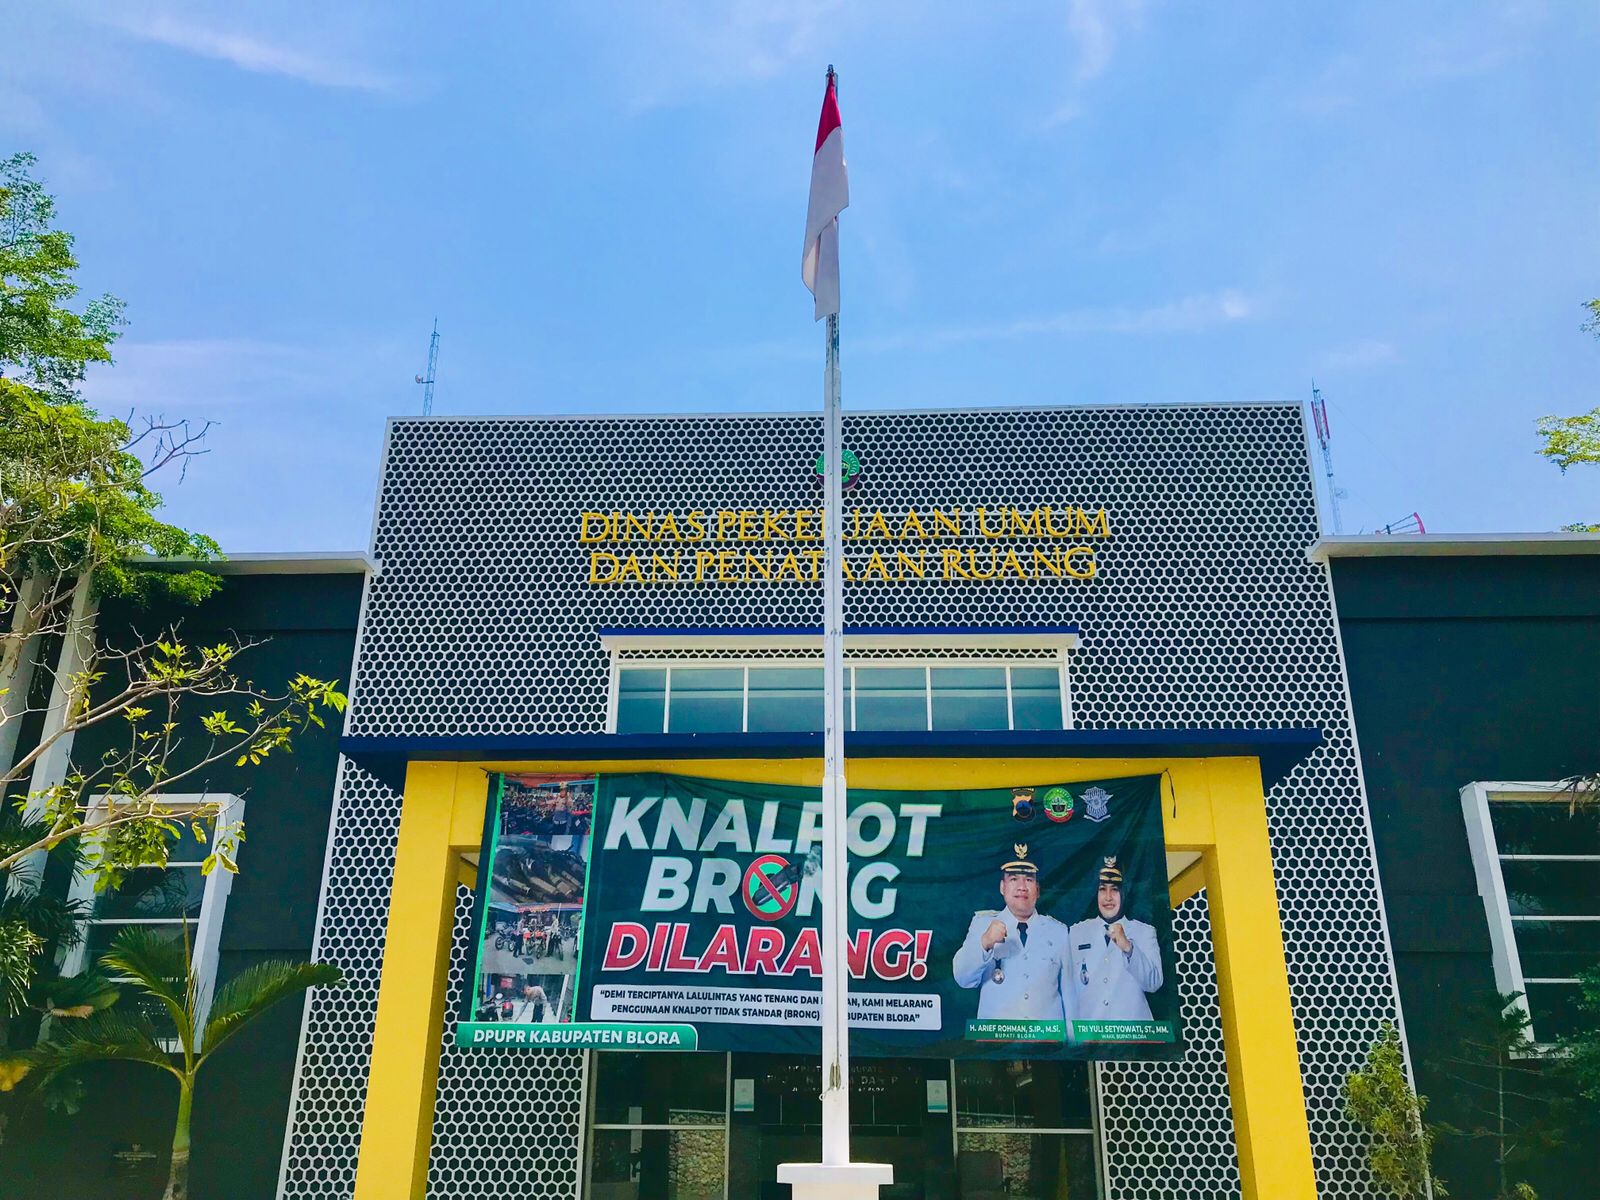 DINAS PEKERJAAN UMUM
DAN PENATAAN RUANG
KNALPOT
BRONG
DILARANG!
"DEMI TERCIPTANYA LALULINTAS YANG TENANG DAN KAMI MELARANG
PENGGUNAAN KNALPOT TIDAK STANDAR (BRONG) KABUPATEN BLORA"
DPUPR KABUPATEN BLORA
H. ARIEF ROHMAN, S.IP., M.Si.
BUPATI BLORA
TRI YULI SETYOWATI, ST., MM.
WAKIL BUPATI BLORA